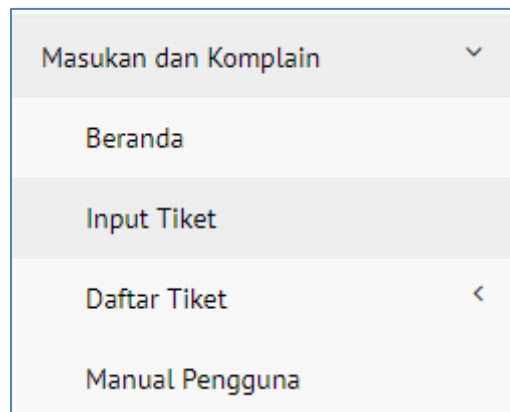 Masukan dan Komplain
Beranda
Input Tiket
Daftar Tiket
Manual Pengguna